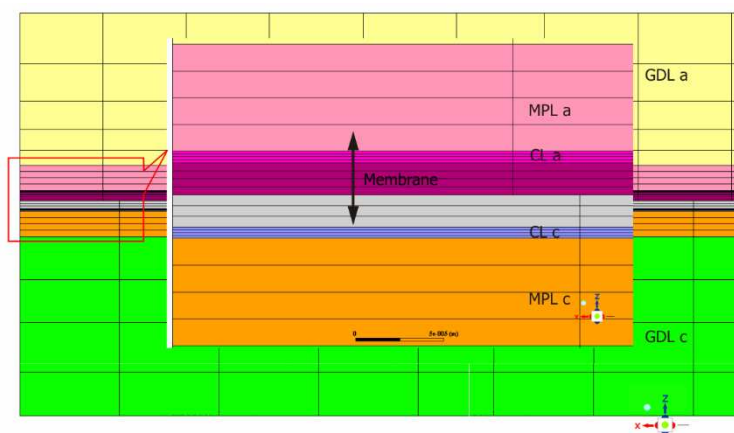 GDL a
MPL a
CL a
Membrane
CL c
MPL c
0 5e-005 (m)
GDL c
Z
X
Z
X